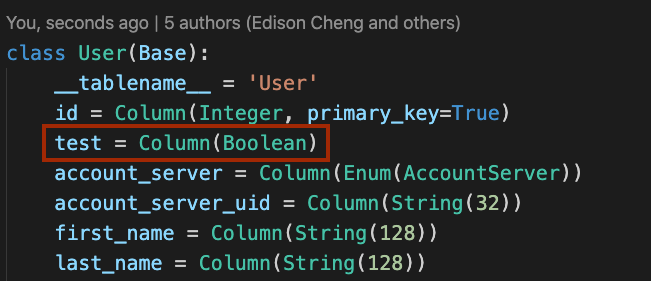 You, seconds ago | 5 authors (Edison Cheng and others)
class User(Base):
    __tablename__ = 'User'
    id = Column(Integer, primary_key=True)
    test = Column(Boolean)
    account_server = Column(Enum(AccountServer))
    account_server_uid = Column(String(32))
    first_name = Column(String(128))
    last_name = Column(String(128))